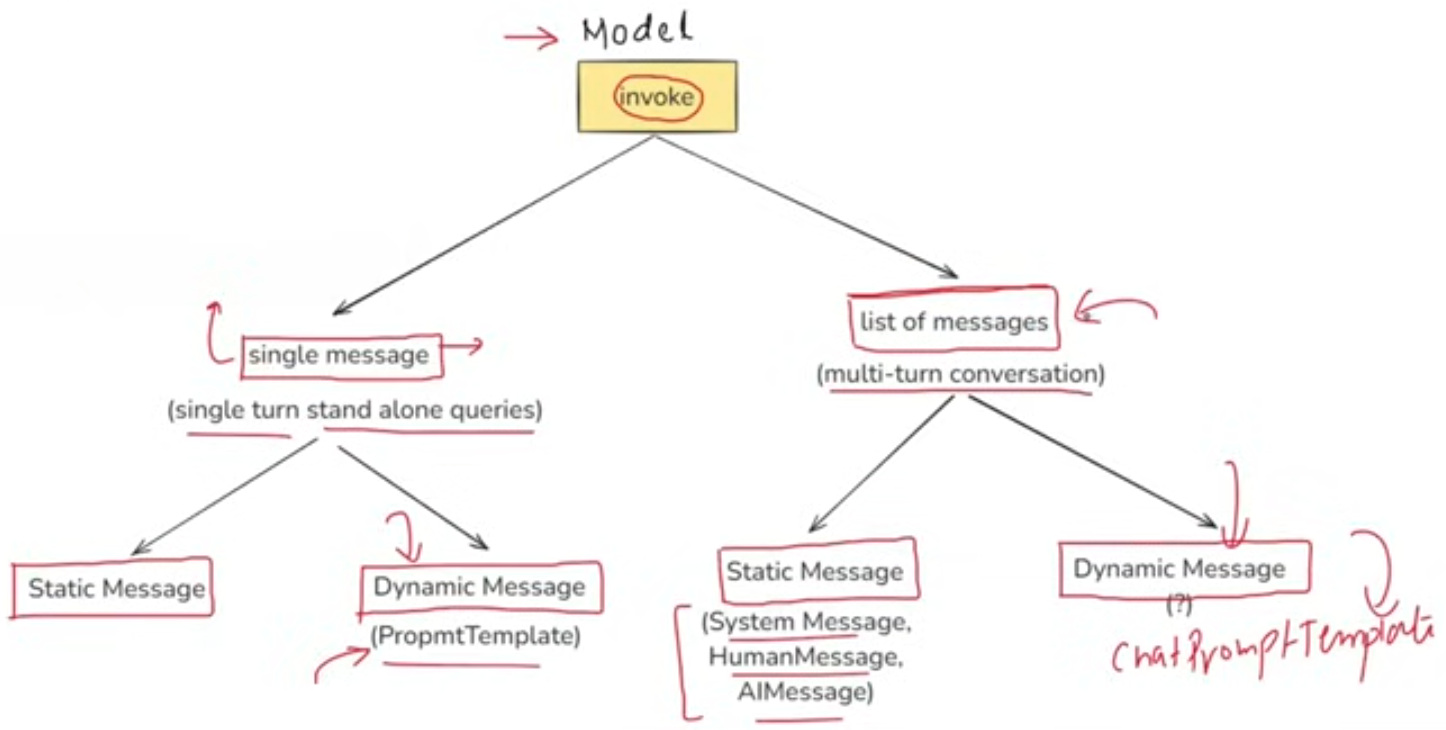 Model
invoke
single message
(single turn stand alone queries)
list of messages
(multi-turn conversation)
Static Message
Dynamic Message
(PropmtTemplate)
Static Message
(System Message,
HumanMessage,
AIMessage)
Dynamic Message
(?)
ChatPromptTemplate